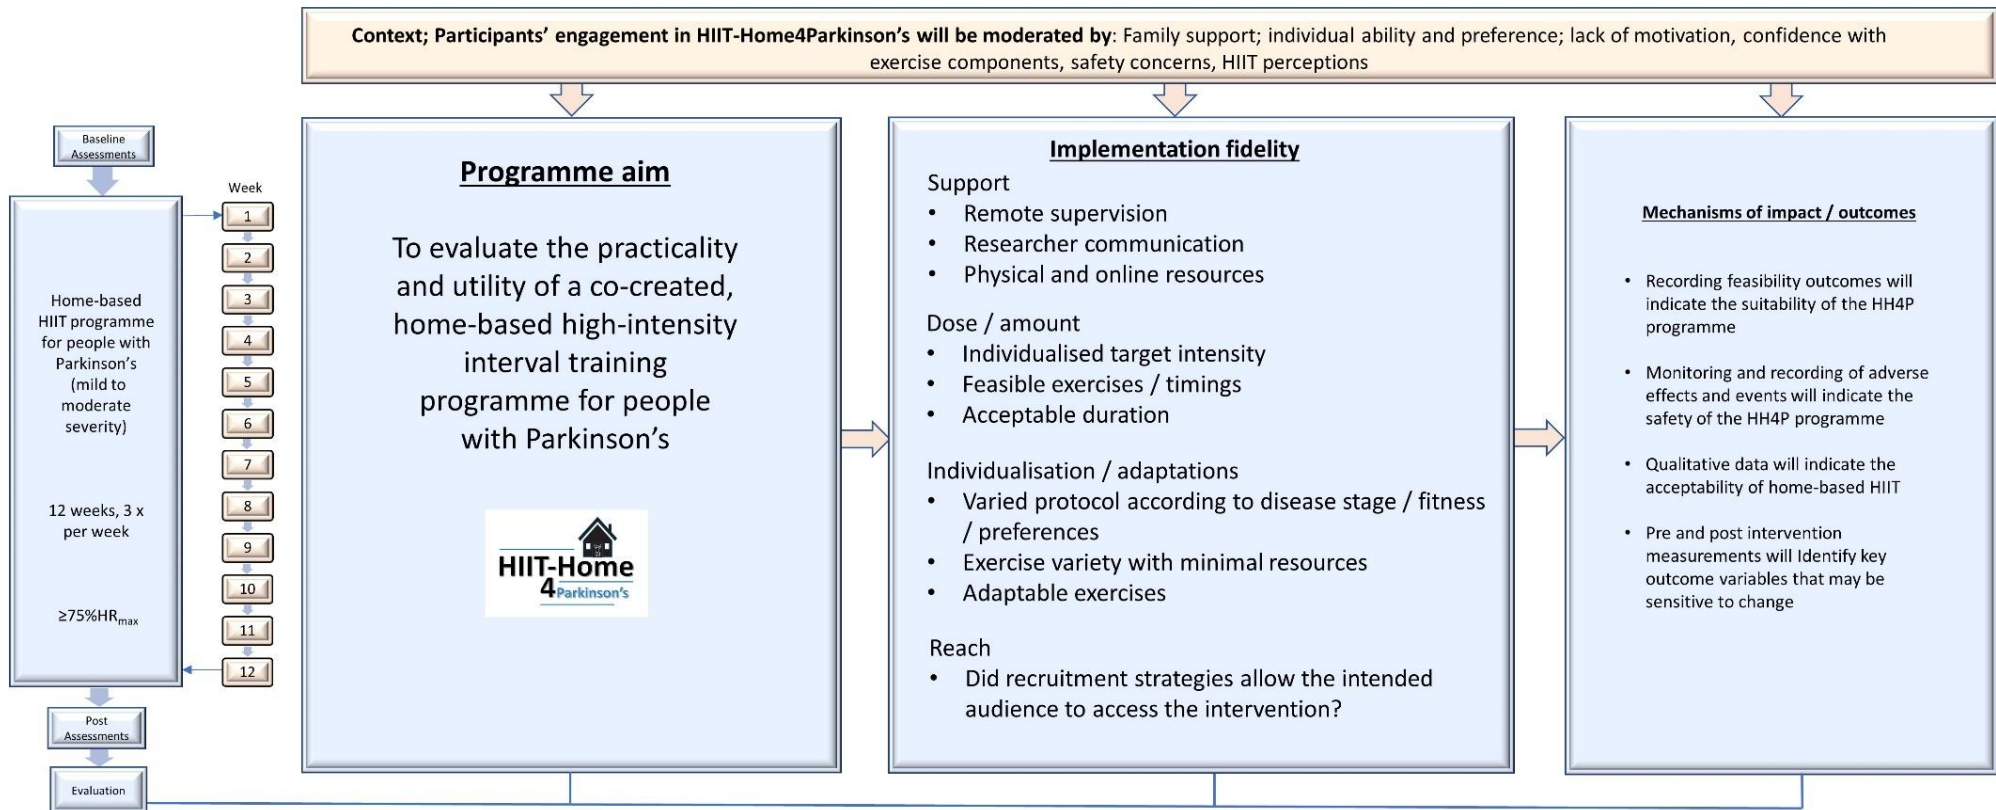 Context; Participants' engagement in HIIT-Home4Parkinson's will be moderated by: Family support; individual ability and preference; lack of motivation, confidence with
exercise components, safety concerns, HIIT perceptions
Baseline
Assessments
Home-based
HIIT programme
for people with
Parkinson's
(mild to
moderate
severity)
12 weeks, 3 x
per week
≥75%HRmax
Week
1
2
3
4
5
6
7
8
9
10
11
12
Post
Assessments
Evaluation
Programme aim
To evaluate the practicality
and utility of a co-created,
home-based high-intensity
interval training
programme for people
with Parkinson's
HIIT-Home
4Parkinson's
Implementation fidelity
Support
• Remote supervision
• Researcher communication
• Physical and online resources
Dose / amount
• Individualised target intensity
• Feasible exercises / timings
• Acceptable duration
Individualisation / adaptations
• Varied protocol according to disease stage / fitness
/ preferences
• Exercise variety with minimal resources
• Adaptable exercises
Reach
• Did recruitment strategies allow the intended
audience to access the intervention?
Mechanisms of impact / outcomes
• Recording feasibility outcomes will
indicate the suitability of the HH4P
programme
• Monitoring and recording of adverse
effects and events will indicate the
safety of the HH4P programme
• Qualitative data will indicate the
acceptability of home-based HIIT
• Pre and post intervention
measurements will Identify key
outcome variables that may be
sensitive to change